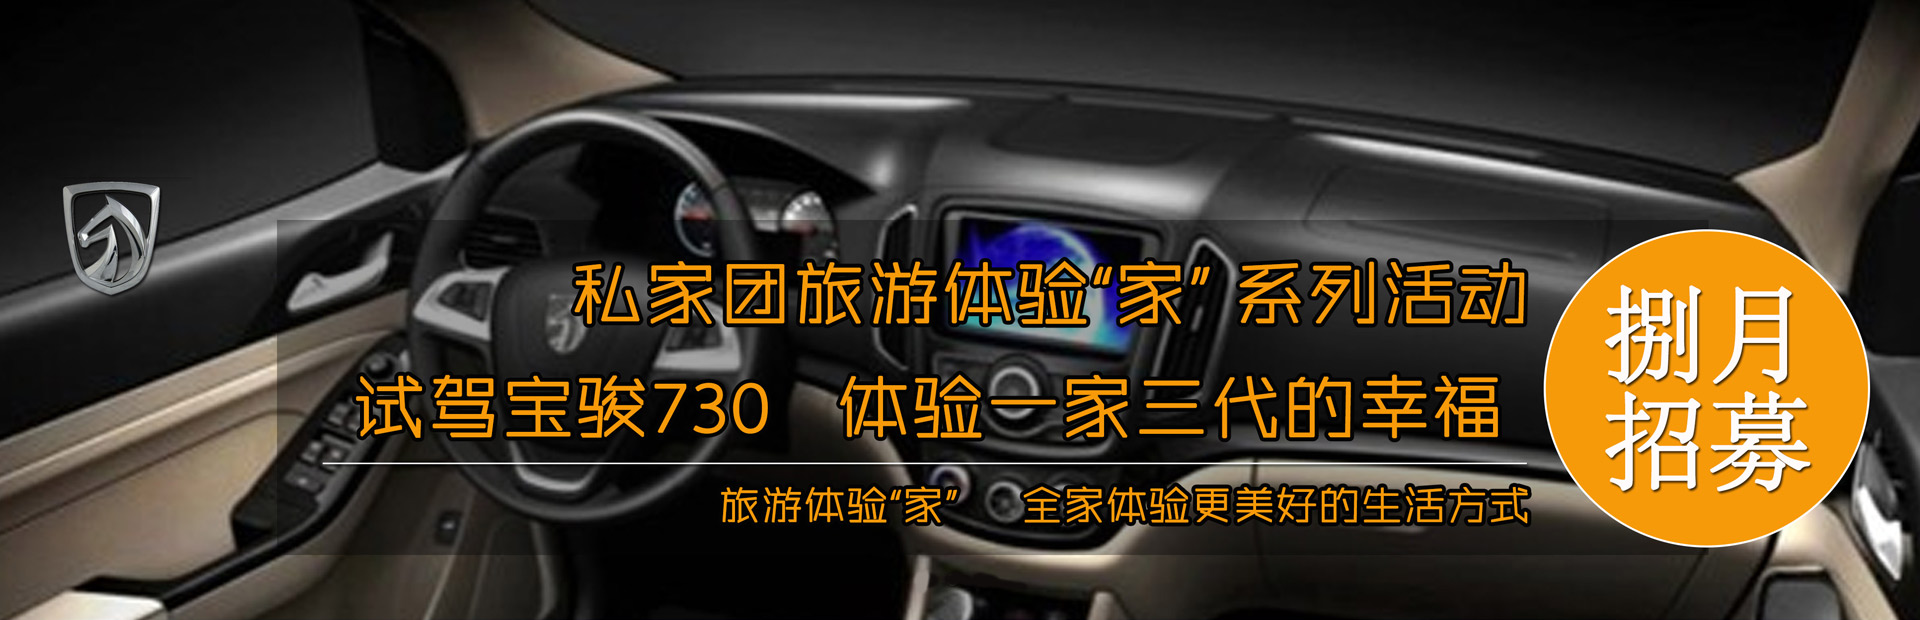 私家团旅游体验“家” 系列活动
试驾宝骏730 体验一家三代的幸福
旅游体验“家” 全家体验更美好的生活方式
捌月
招募